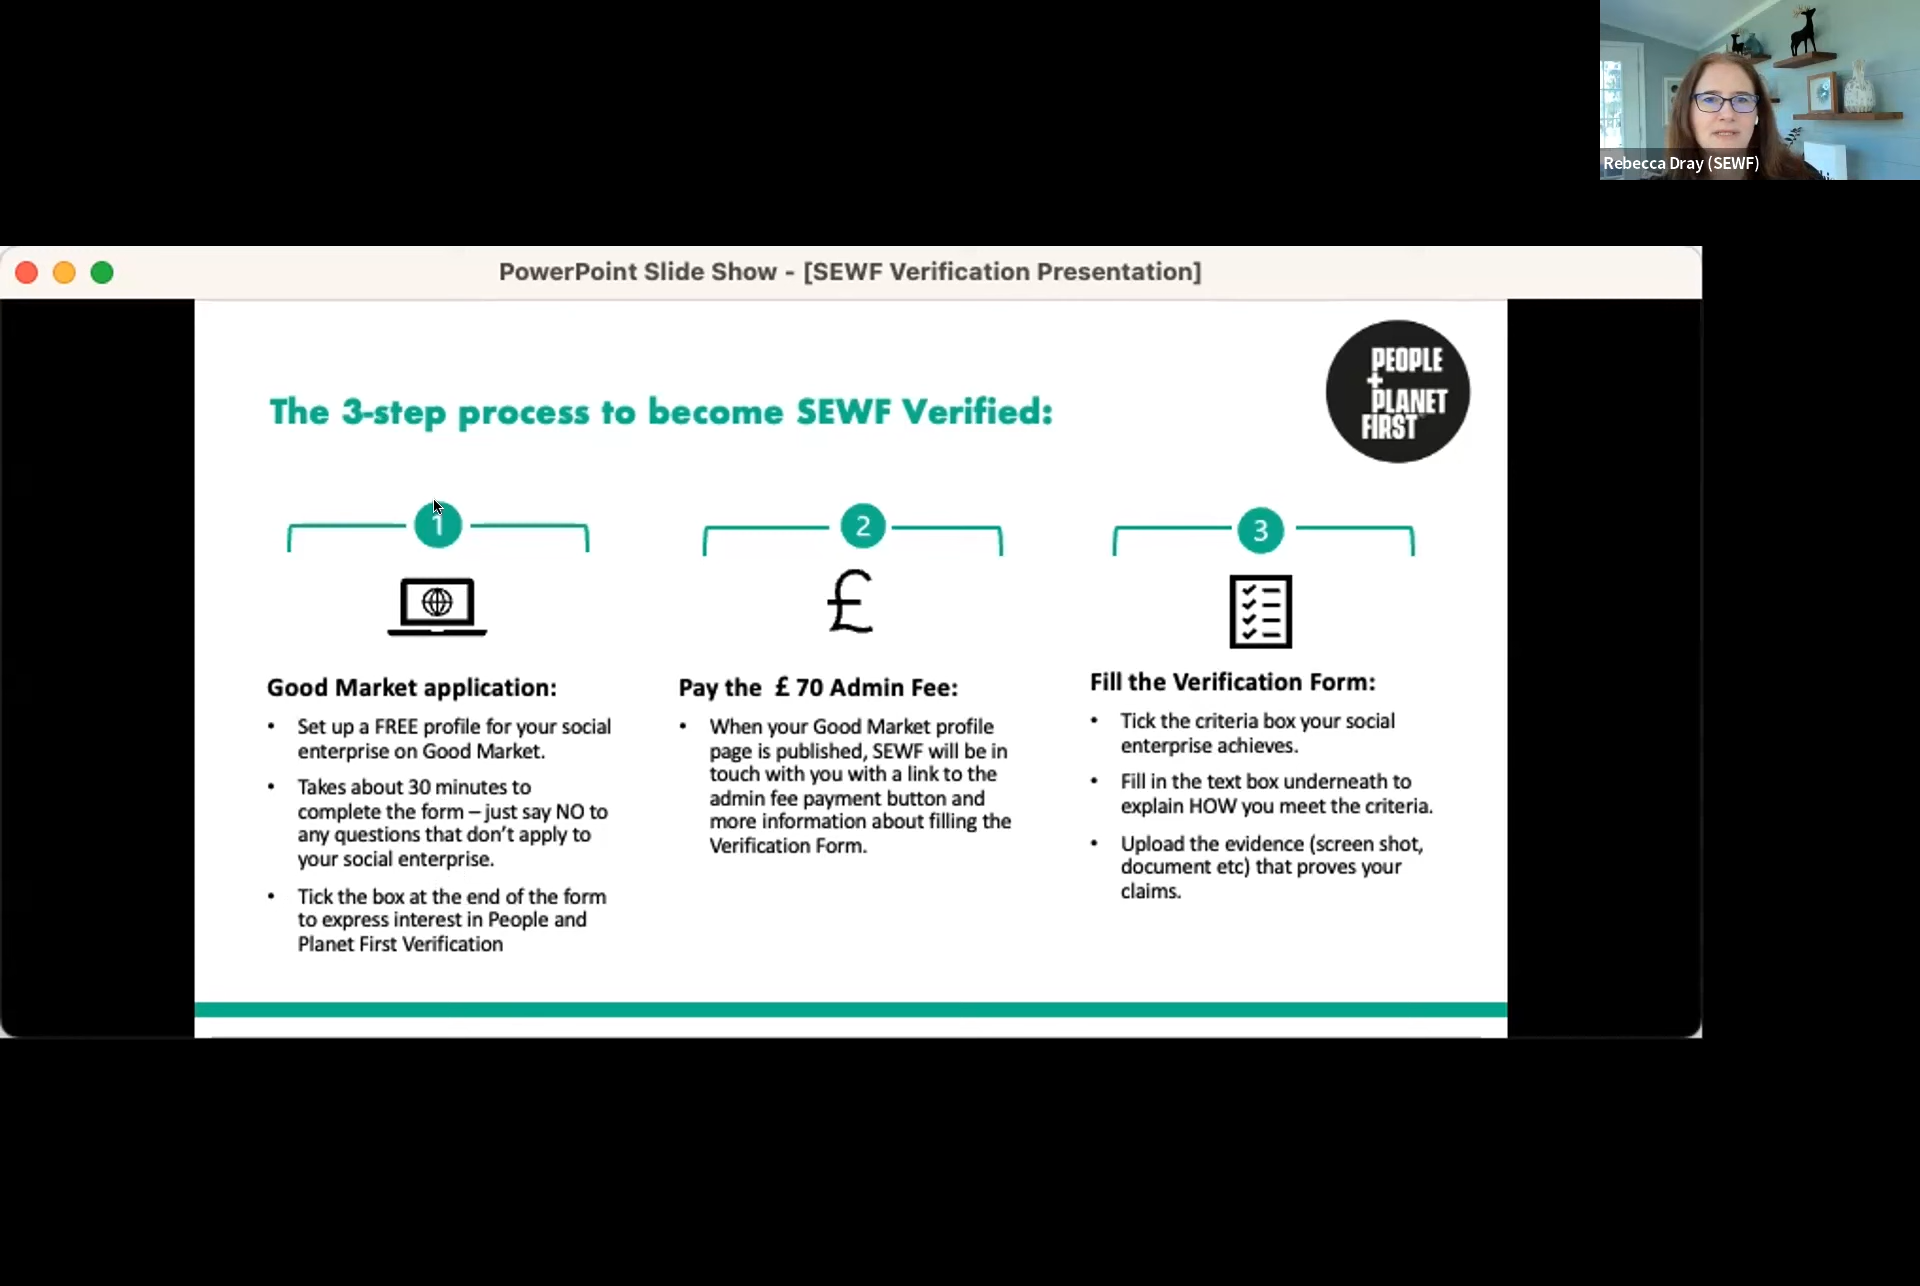 Rebecca Dray (SEWF)
PowerPoint Slide Show - [SEWF Verification Presentation]
PEOPLE
+
PLANET
FIRST
The 3-step process to become SEWF Verified:
1
2
3
£
Good Market application:
• Set up a FREE profile for your social
enterprise on Good Market.
• Takes about 30 minutes to
complete the form – just say NO to
any questions that don’t apply to
your social enterprise.
• Tick the box at the end of the form
to express interest in People and
Planet First Verification
Pay the £ 70 Admin Fee:
• When your Good Market profile
page is published, SEWF will be in
touch with you with a link to the
admin fee payment button and
more information about filling the
Verification Form.
Fill the Verification Form:
• Tick the criteria box your social
enterprise achieves.
• Fill in the text box underneath to
explain HOW you meet the criteria.
• Upload the evidence (screen shot,
document etc) that proves your
claims.